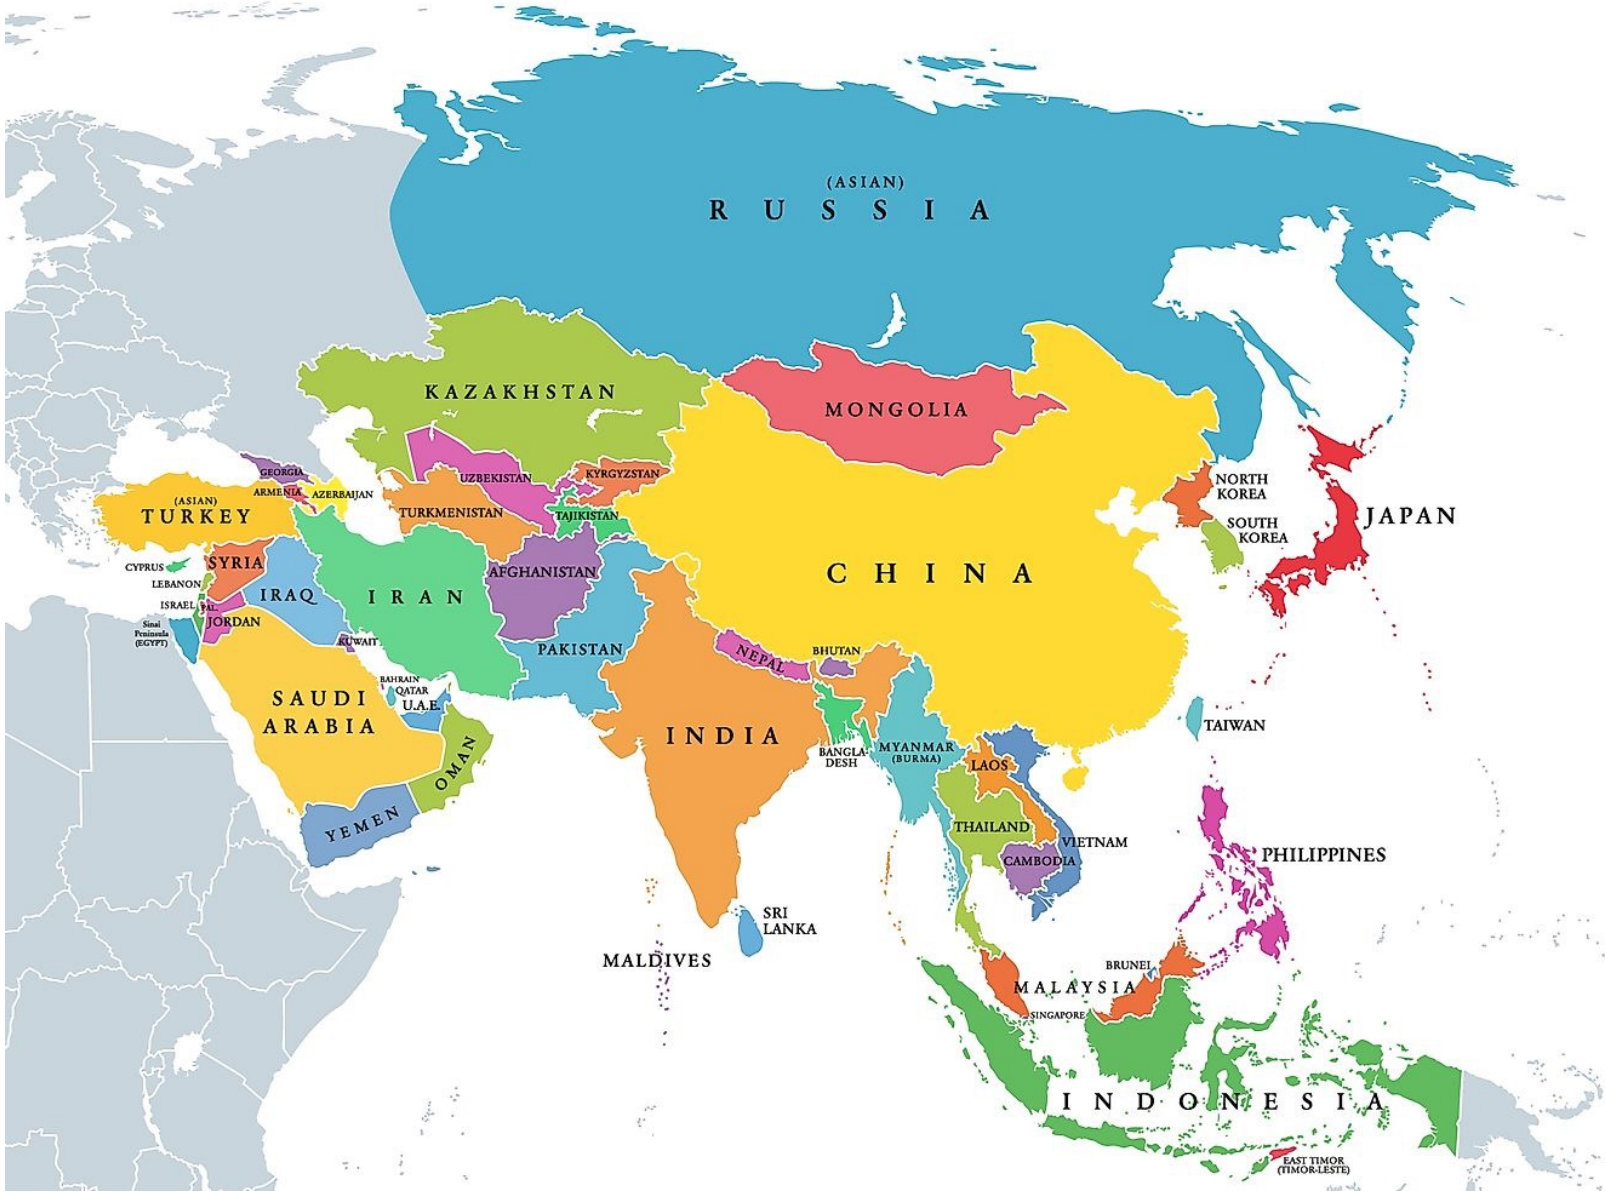 (ASIAN)
RUSSIA
KAZAKHSTAN
MONGOLIA
GEORGIA
ARMENIA
AZERBAIJAN
UZBEKISTAN
KYRGYZSTAN
(ASIAN)
TURKEY
TURKMENISTAN
TAJIKISTAN
NORTH
KOREA
SOUTH
KOREA
JAPAN
CYPRUS
SYRIA
LEBANON
ISRAEL
PAL.
IRAQ
IRAN
AFGHANISTAN
CHINA
Sinai
Peninsula
(EGYPT)
JORDAN
KUWAIT
PAKISTAN
NEPAL
BHUTAN
BAHRAIN
QATAR
U.A.E.
SAUDI
ARABIA
OMAN
YEMEN
INDIA
BANGLA-
DESH
MYANMAR
(BURMA)
LAOS
TAIWAN
THAILAND
VIETNAM
CAMBODIA
PHILIPPINES
SRI
LANKA
MALDIVES
BRUNEI
MALAYSIA
SINGAPORE
INDONESIA
EAST TIMOR
(TIMOR-LESTE)